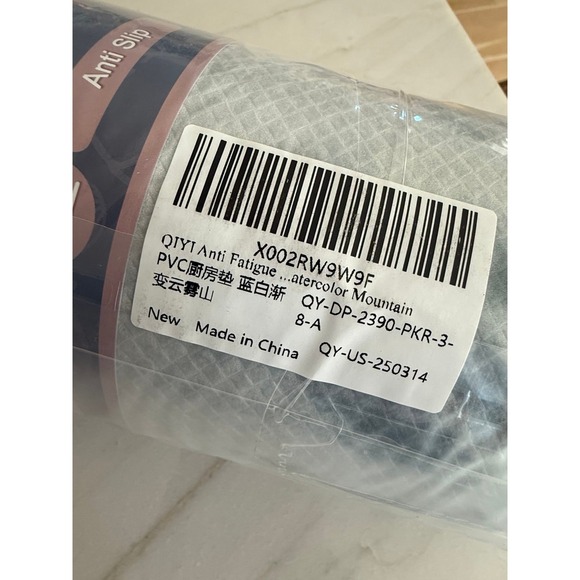 Anti Slip
X002RW9W9F
QIYI Anti Fatigue ...atercolor Mountain
PVC厨房垫 蓝白渐 QY-DP-2390-PKR-3-
变云雾山 8-A
New Made in China QY-US-250314